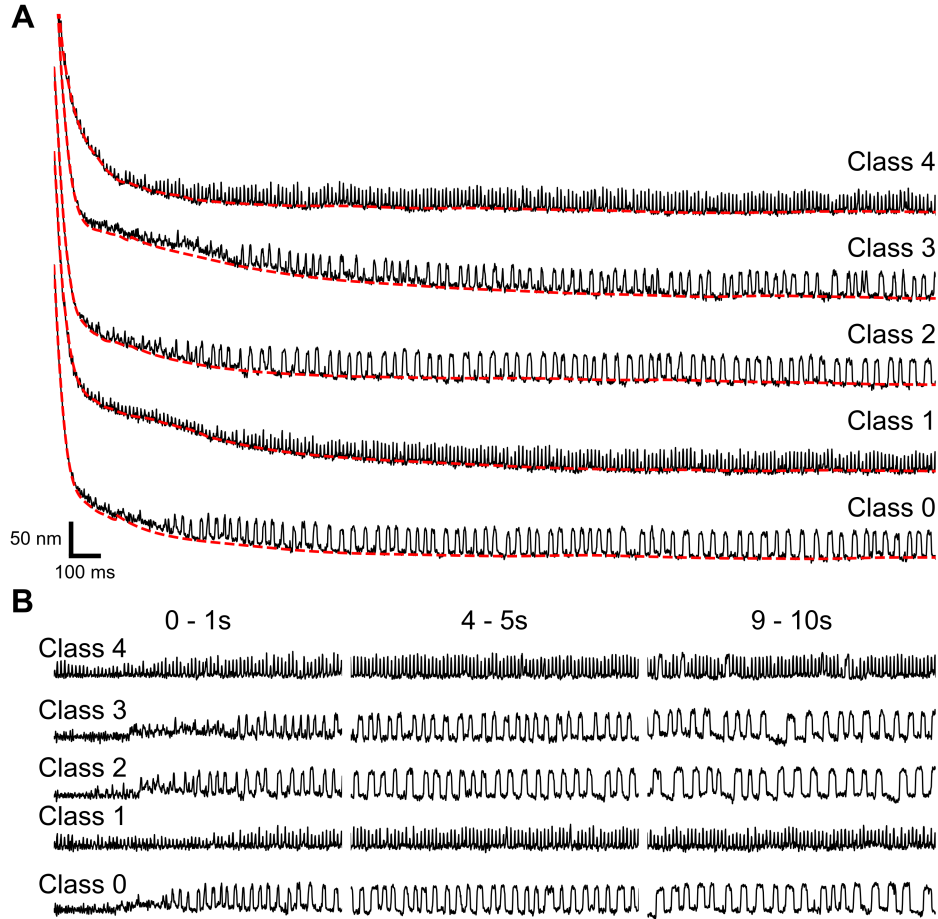 A
Class 4
Class 3
Class 2
Class 1
Class 0
50 nm
100 ms
B
0 - 1s
4 - 5s
9 - 10s
Class 4
Class 3
Class 2
Class 1
Class 0